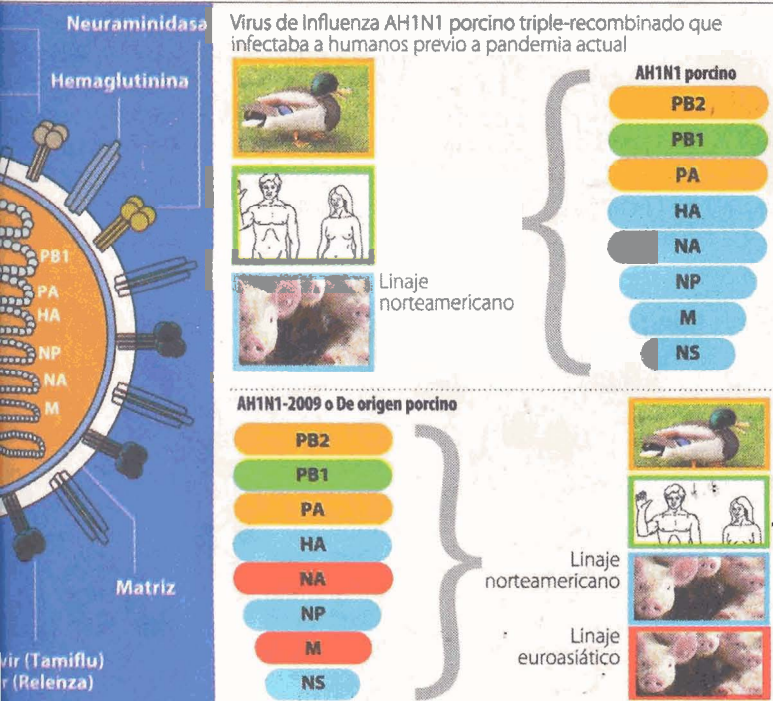 Neuraminidasa
Hemaglutinina
PB1
PA
HA
NP
NA
M
Matriz
(Tamiflu)
(Relenza)
Virus de Influenza AH1N1 porcino triple-recombinado que
infectaba a humanos previo a pandemia actual
Linaje
norteamericano
AH1N1 porcino
PB2
PB1
PA
HA
NA
NP
M
NS
AH1N1-2009 o De origen porcino
PB2
PB1
PA
HA
NA
NP
M
NS
Linaje
norteamericano
Linaje
euroasiático